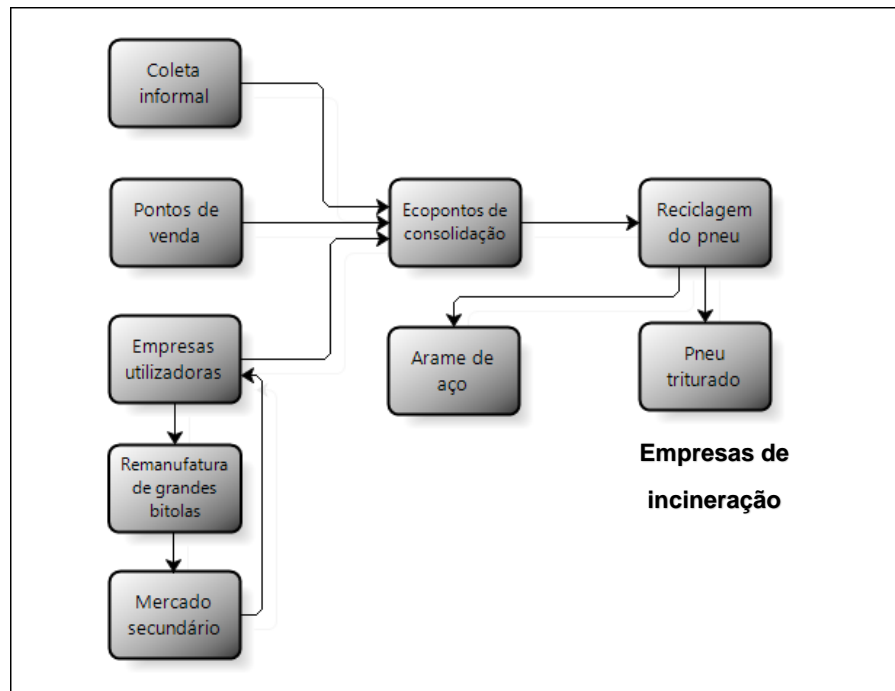 Coleta
informal
Pontos de
venda
Ecopontos de
consolidação
Reciclagem
do pneu
Empresas
utilizadoras
Arame de
aço
Pneu
triturado
Remanufatura
de grandes
bitolas
Empresas de
incineração
Mercado
secundário